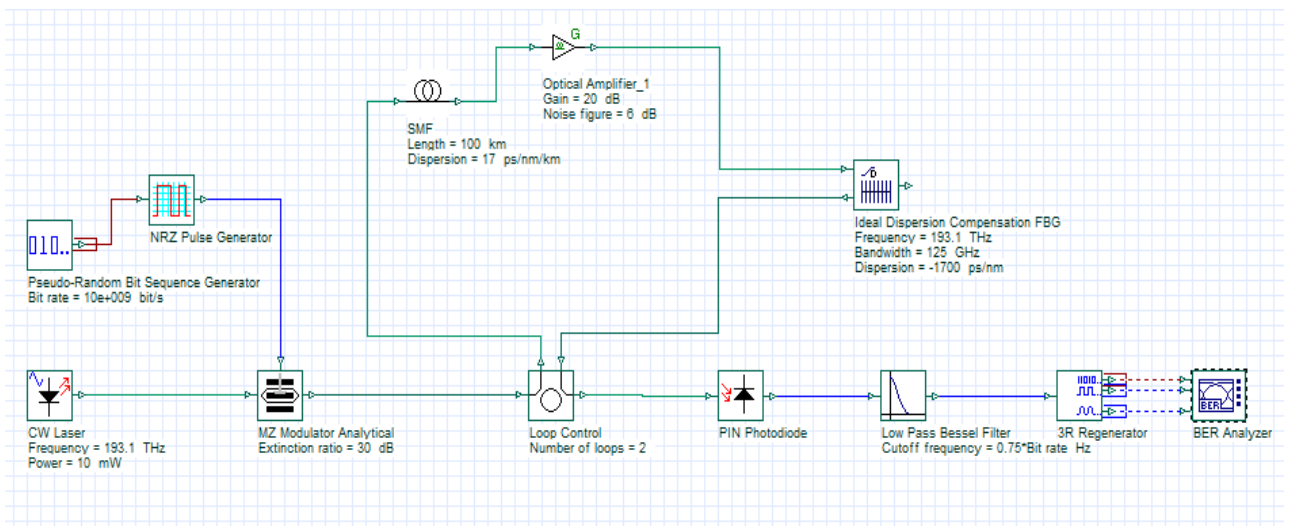 G
Optical Amplifier_1
Gain = 20 dB
Noise figure = 6 dB
SMF
Length = 100 km
Dispersion = 17 ps/nm/km
NRZ Pulse Generator
010..
Pseudo-Random Bit Sequence Generator
Bit rate = 10e+009 bit/s
D
Ideal Dispersion Compensation FBG
Frequency = 193.1 THz
Bandwidth = 125 GHz
Dispersion = -1700 ps/nm
CW Laser
Frequency = 193.1 THz
Power = 10 mW
MZ Modulator Analytical
Extinction ratio = 30 dB
Loop Control
Number of loops = 2
PIN Photodiode
Low Pass Bessel Filter
Cutoff frequency = 0.75*Bit rate Hz
11010..
3R Regenerator
BER
BER Analyzer